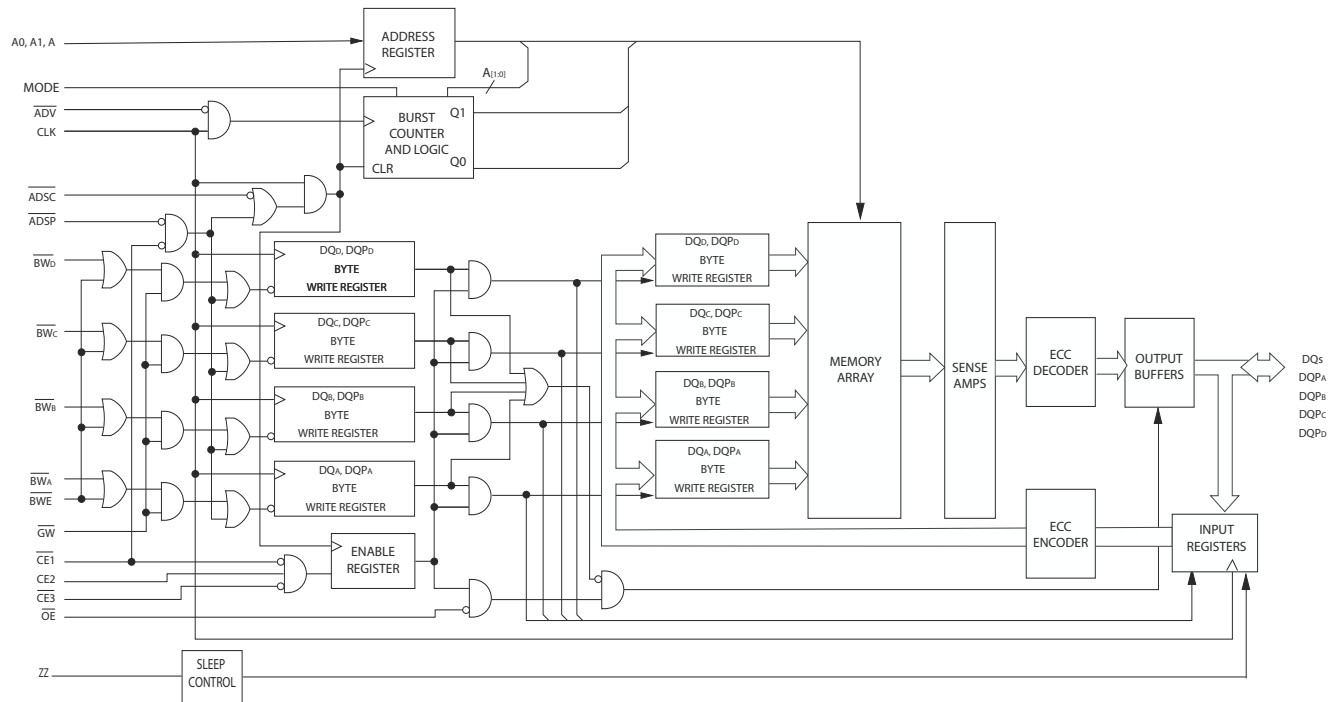 A0, A1, A
ADDRESS
REGISTER
MODE
A[1:0]
ADV
CLK
BURST
COUNTER
AND LOGIC
Q1
Q0
CLR
ADSC
ADSP
BWD
DQD, DQPD
BYTE
WRITE REGISTER
DQD, DQPD
BYTE
WRITE REGISTER
BWC
DQC, DQPC
BYTE
WRITE REGISTER
DQC, DQPC
BYTE
WRITE REGISTER
BWB
DQB, DQPB
BYTE
WRITE REGISTER
DQB, DQPB
BYTE
WRITE REGISTER
BWA
BWE
DQA, DQPA
BYTE
WRITE REGISTER
DQA, DQPA
BYTE
WRITE REGISTER
MEMORY
ARRAY
SENSE
AMPS
ECC
DECODER
OUTPUT
BUFFERS
DQs
DQPA
DQPB
DQPC
DQPD
GW
CE1
CE2
CE3
OE
ENABLE
REGISTER
ECC
ENCODER
INPUT
REGISTERS
ZZ
SLEEP
CONTROL